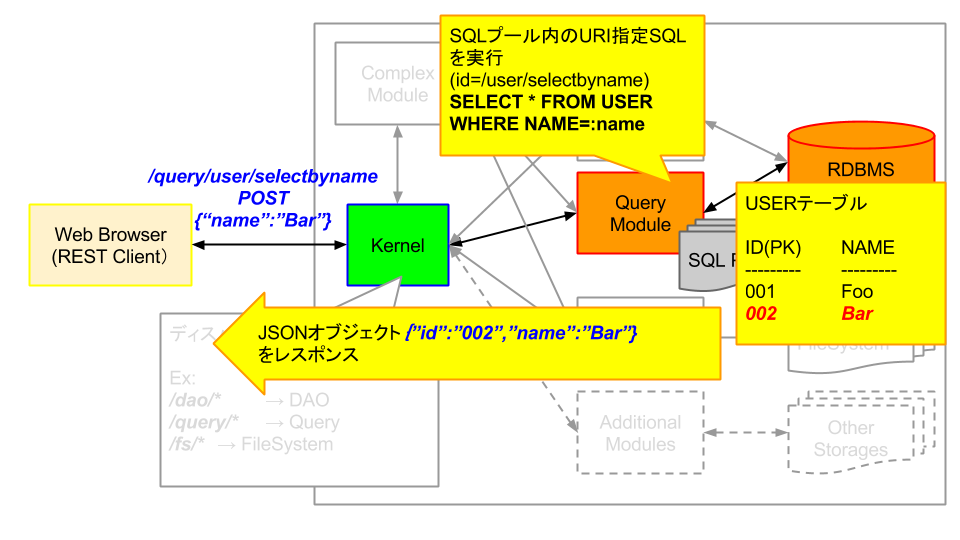 SQLプール内のURI指定SQL
を実行
(id=/user/selectbyname)
SELECT * FROM USER
WHERE NAME=:name
Complex
Module
/query/user/selectbyname
POST
{“name”:”Bar”}
RDBMS
Web Browser
(REST Client）
Kernel
Query
Module
SQL
USERテーブル
ID(PK) NAME
--------- ---------
001 Foo
002 Bar
FileSystem
JSONオブジェクト{”id”:”002”,”name”:”Bar”}
をレスポンス
Ex:
/dao/* → DAO
/query/* → Query
/fs/* → FileSystem
Additional
Modules
Other
Storages